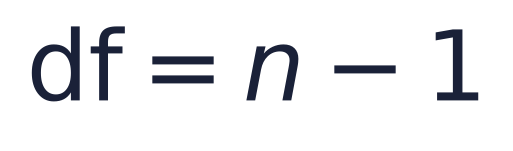 df = n − 1